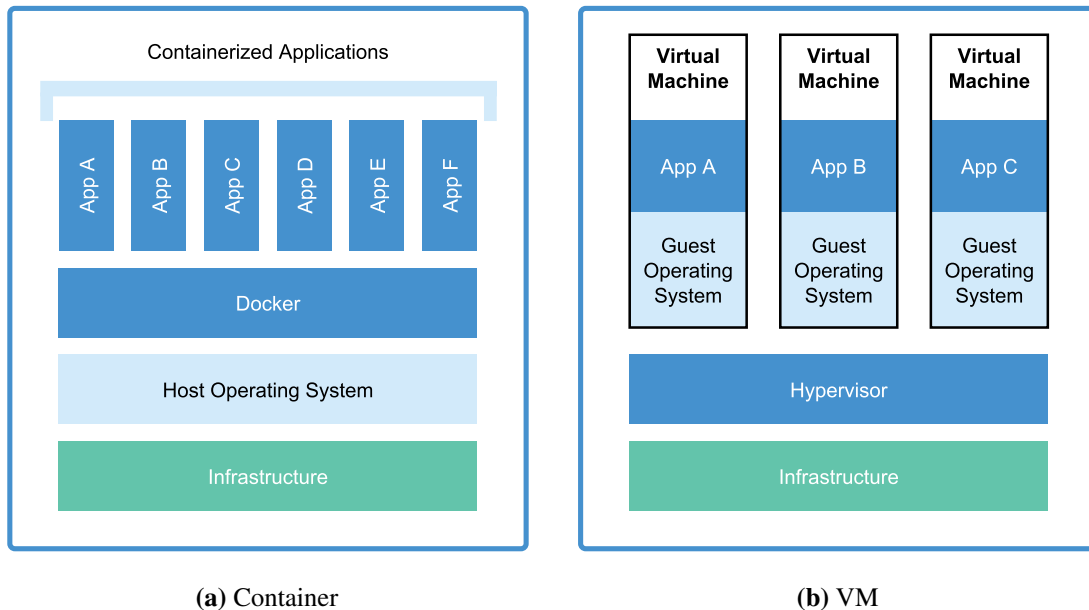 Containerized Applications
App A
App B
App C
App D
App E
App F
Docker
Host Operating System
Infrastructure
(a) Container
Virtual
Machine
App A
Guest
Operating
System
Virtual
Machine
App B
Guest
Operating
System
Virtual
Machine
App C
Guest
Operating
System
Hypervisor
Infrastructure
(b) VM